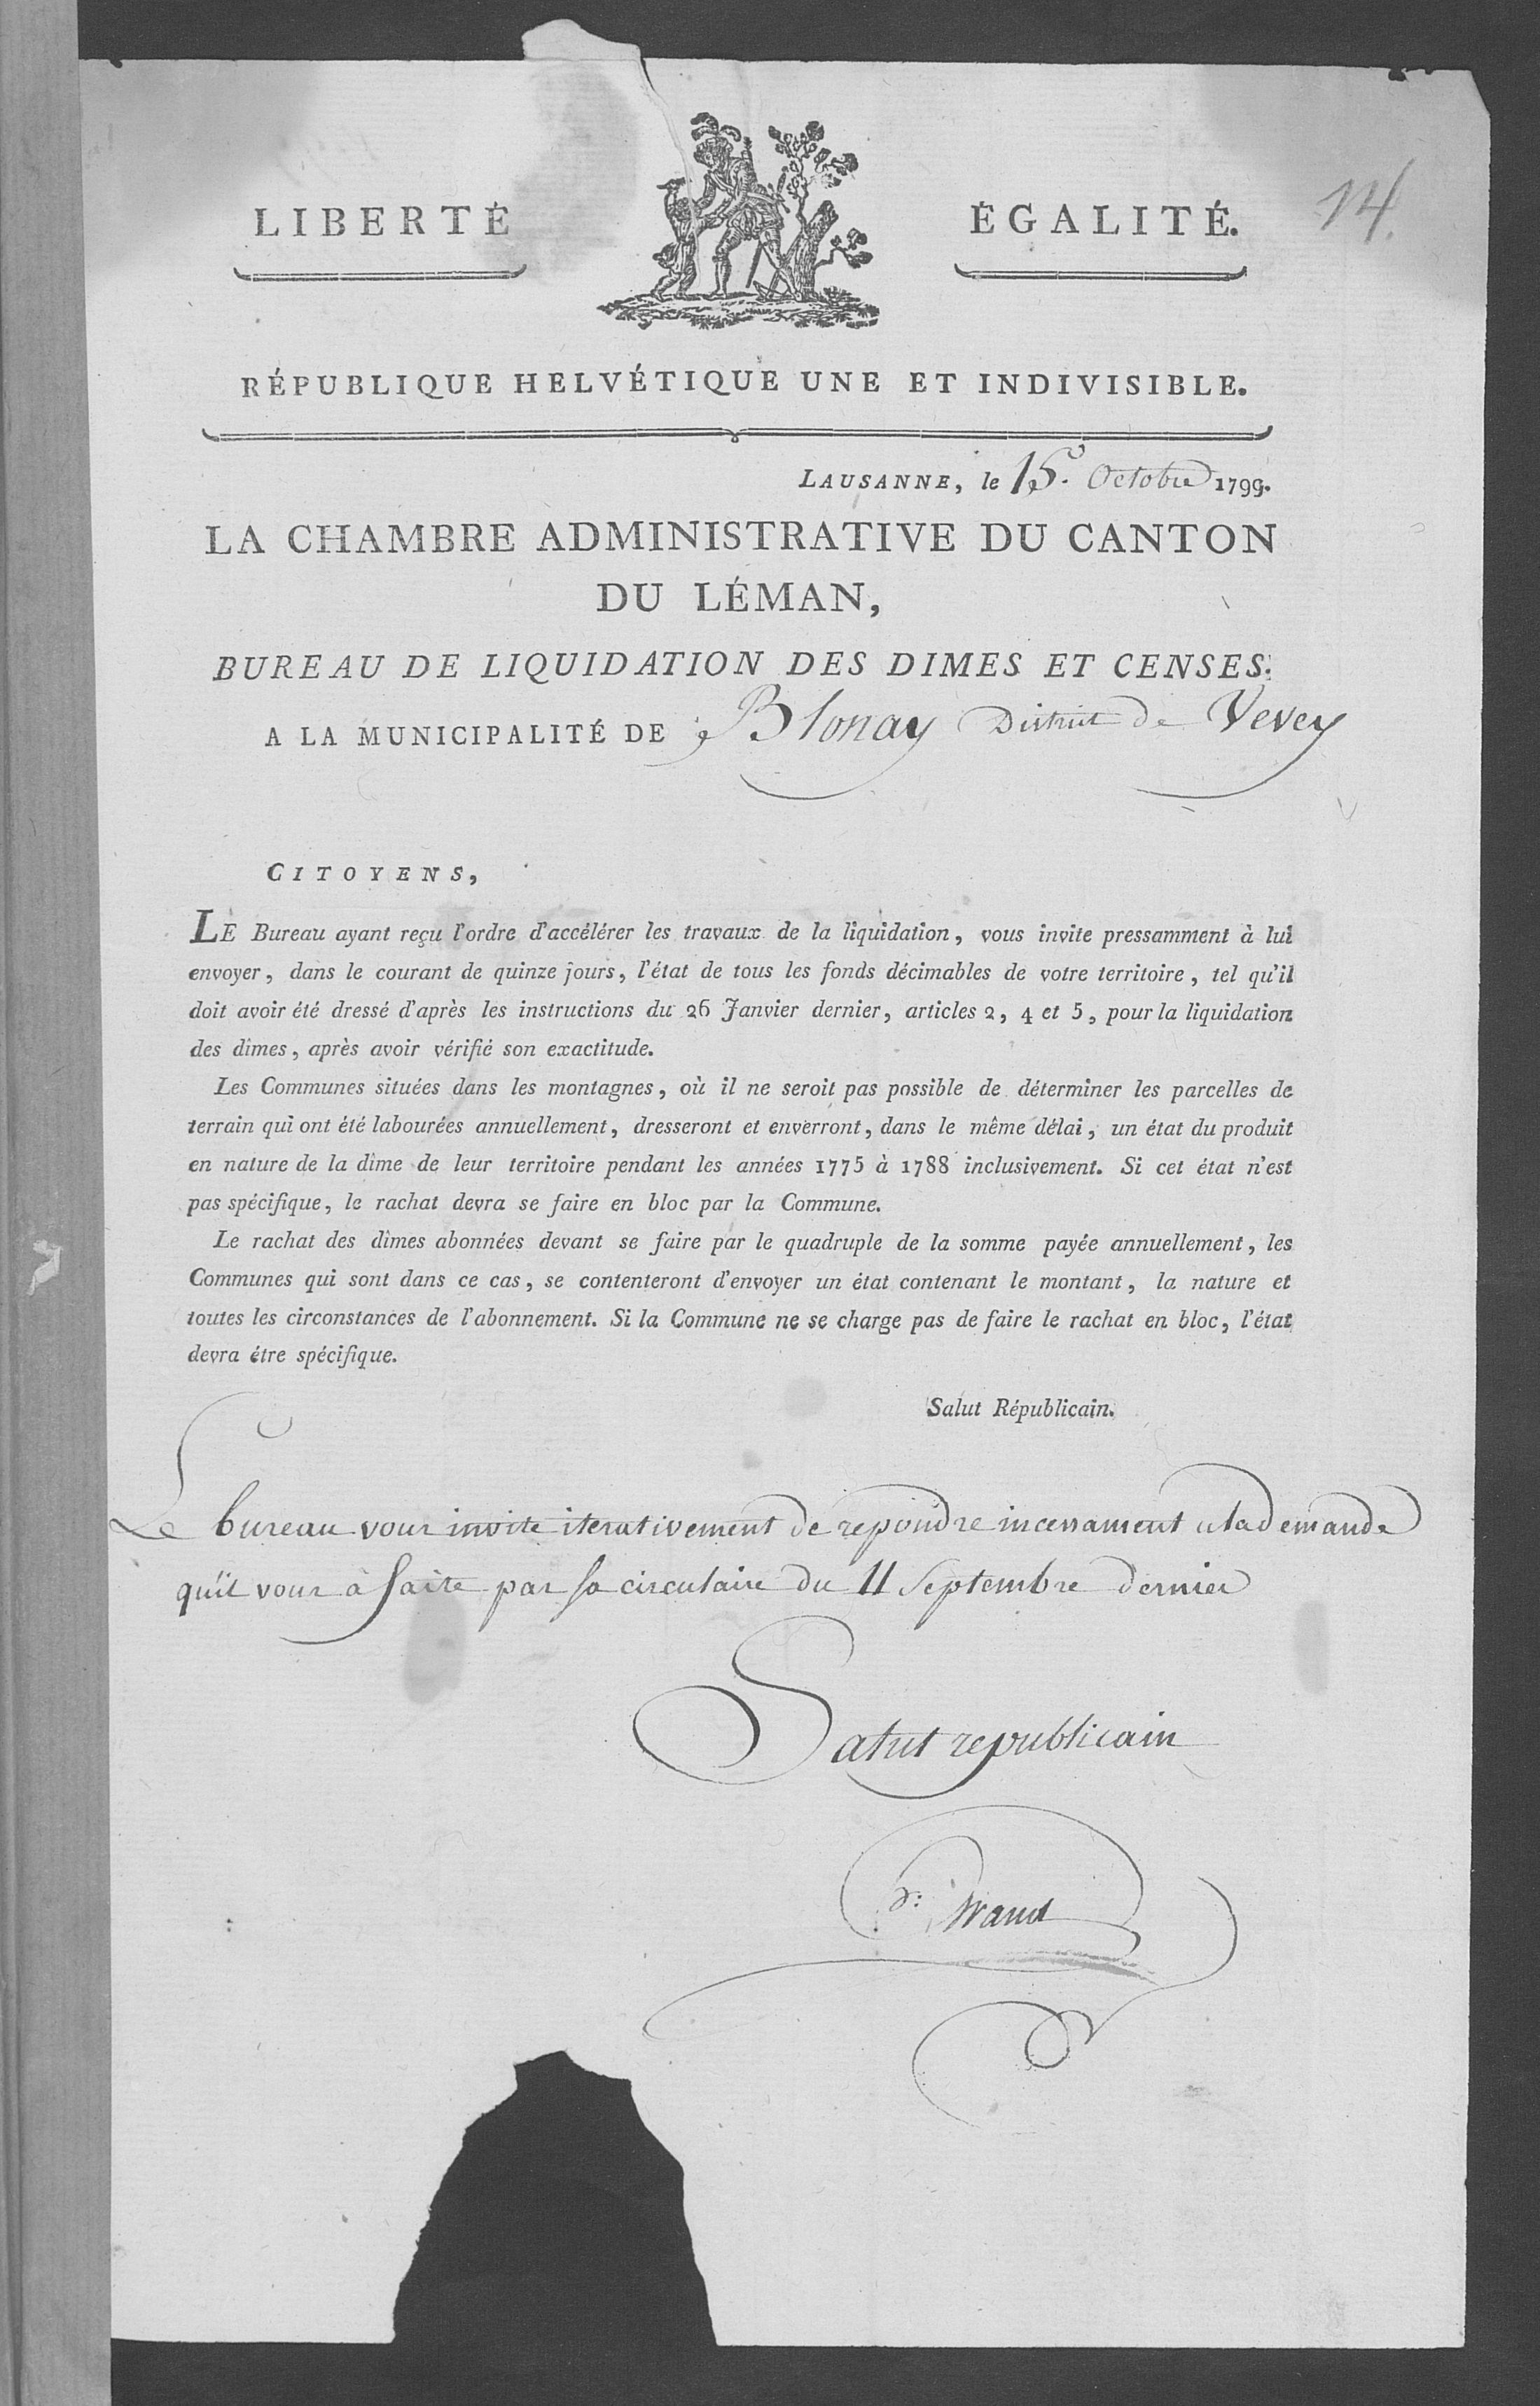 LIBERTÉ
ÉGALITÉ.
14.
RÉPUBLIQUE HELVÉTIQUE UNE ET INDIVISIBLE.
LAUSANNE, le 15e. Octobre 1799.
LA CHAMBRE ADMINISTRATIVE DU CANTON
DU LÉMAN,
BUREAU DE LIQUIDATION DES DIMES ET CENSES.
A LA MUNICIPALITÉ DE Blonay District de Vevey
CITOYENS,
LE Bureau ayant reçu l'ordre d'accélérer les travaux de la liquidation, vous invite pressamment à lui
envoyer, dans le courant de quinze jours, l'état de tous les fonds décimables de votre territoire, tel qu'il
doit avoir été dressé d'après les instructions du 26 Janvier dernier, articles 2, 4 et 5, pour la liquidation
des dîmes, après avoir vérifié son exactitude.
Les Communes situées dans les montagnes, où il ne seroit pas possible de déterminer les parcelles de
terrain qui ont été labourées annuellement, dresseront et enverront, dans le même délai, un état du produit
en nature de la dîme de leur territoire pendant les années 1775 à 1788 inclusivement. Si cet état n'est
pas spécifique, le rachat devra se faire en bloc par la Commune.
Le rachat des dîmes abonnées devant se faire par le quadruple de la somme payée annuellement, les
Communes qui sont dans ce cas, se contenteront d'envoyer un état contenant le montant, la nature et
toutes les circonstances de l'abonnement. Si la Commune ne se charge pas de faire le rachat en bloc, l'état
devra être spécifique.
Salut Républicain.
Le bureau vous invite iterativement de repondre incessament a la demande
qu'il vous à faite par sa circulaire du 11 Septembre dernier
Salut republicain